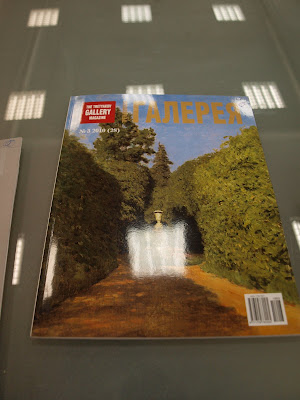 THE TRETYAKOV
GALLERY
MAGAZINE
ГАЛЕРЕЯ
№ 3 2010 (28)